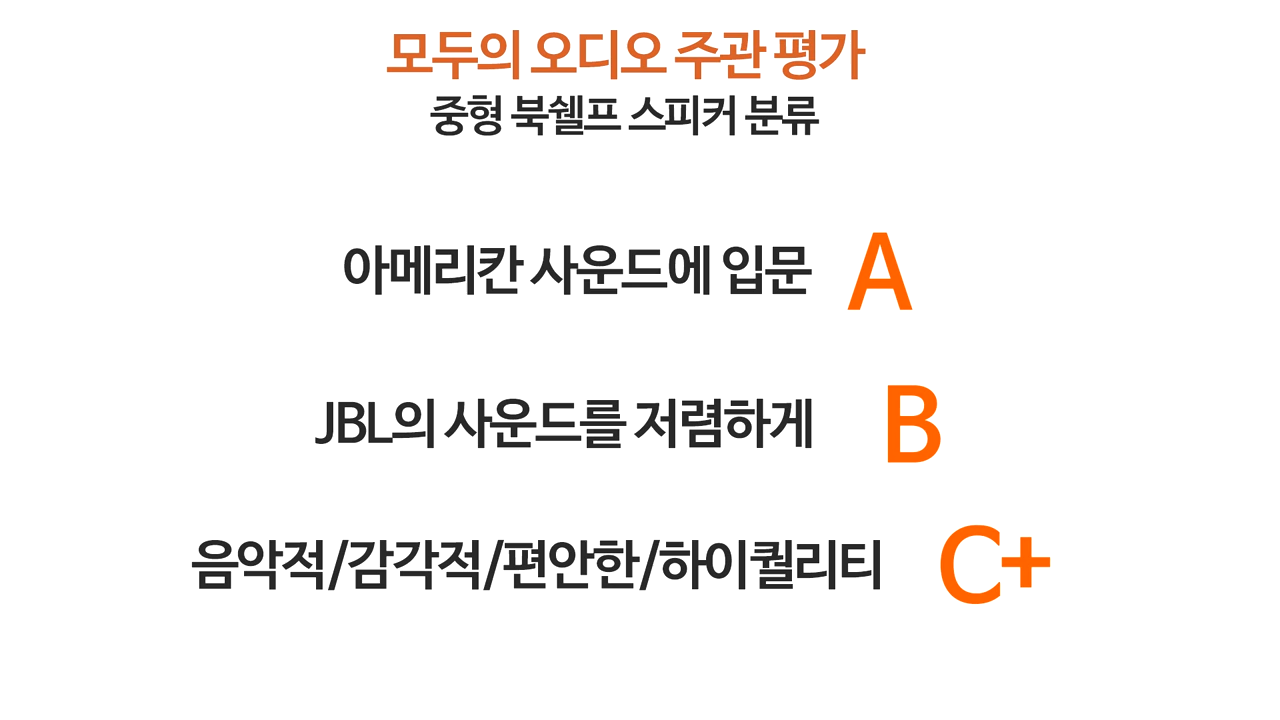 모두의 오디오 주관 평가
중형 북쉘프 스피커 분류
아메리칸 사운드에 입문 A
JBL의 사운드를 저렴하게 B
음악적/감각적/편안한/하이퀄리티 C+